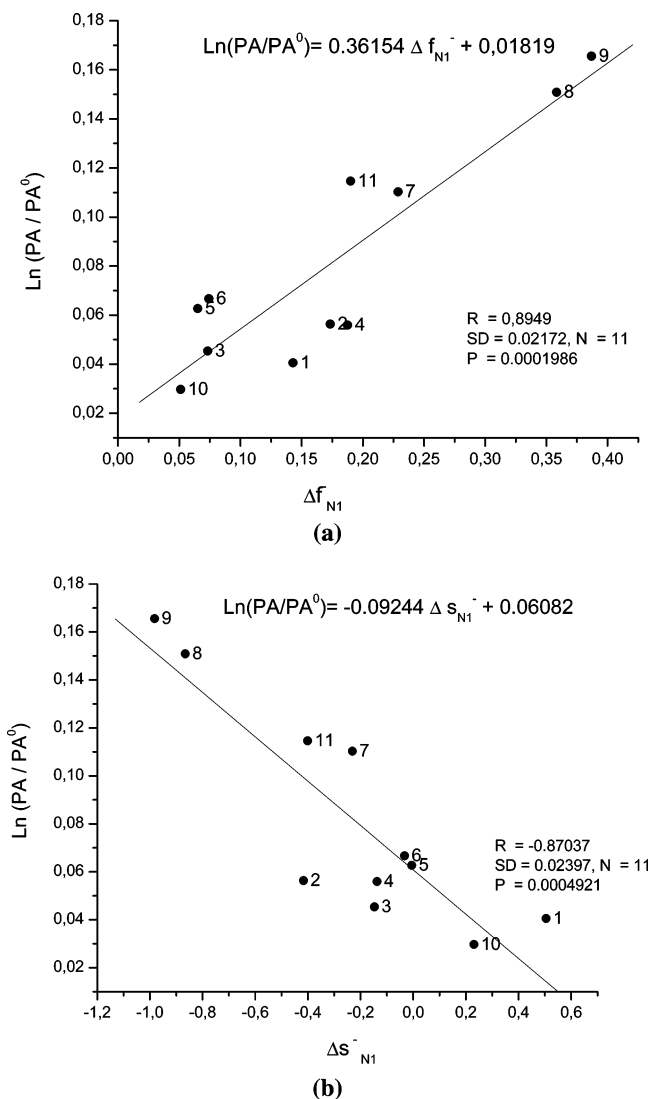 Ln(PA/PA⁰)= 0.36154 Δ f_N1⁻ + 0,01819
0,18
0,16
0,14
0,12
0,10
0,08
0,06
0,04
0,02
Ln (PA / PA⁰)
9
8
11
7
6
5
2
4
3
1
10
R = 0,8949
SD = 0.02172, N = 11
P = 0.0001986
0,00 0,05 0,10 0,15 0,20 0,25 0,30 0,35 0,40
Δf⁻_N1
(a)
Ln(PA/PA⁰)= -0.09244 Δ s_N1⁻ + 0.06082
0,18
0,16
0,14
0,12
0,10
0,08
0,06
0,04
0.02
Ln (PA / PA⁰)
9
8
11
7
6
5
2
4
3
1
10
R = -0.87037
SD = 0.02397, N = 11
P = 0.0004921
-1,2 -1,0 -0,8 -0,6 -0,4 -0,2 0,0 0,2 0,4 0,6
Δs⁻_N1
(b)